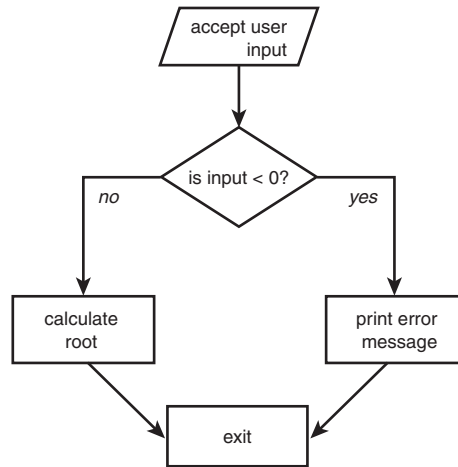 accept user
input
is input < 0?
no
yes
calculate
root
print error
message
exit